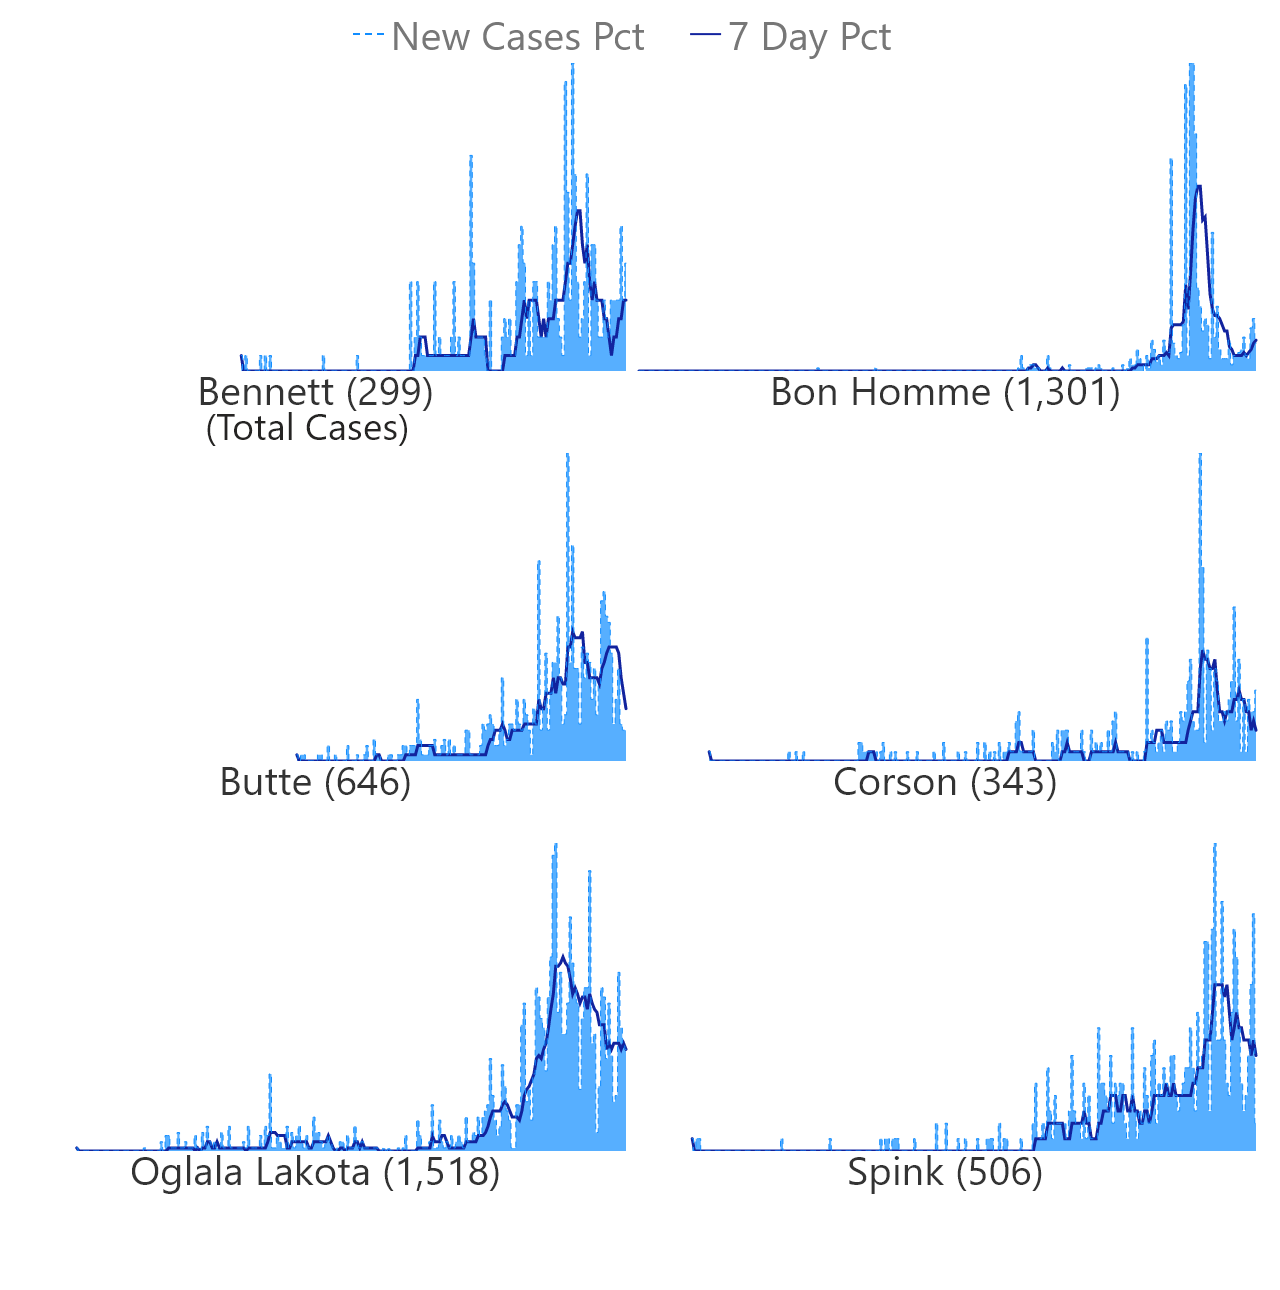 New Cases Pct 7 Day Pct
Bennett (299) Bon Homme (1,301)
(Total Cases)
Butte (646) Corson (343)
Oglala Lakota (1,518) Spink (506)